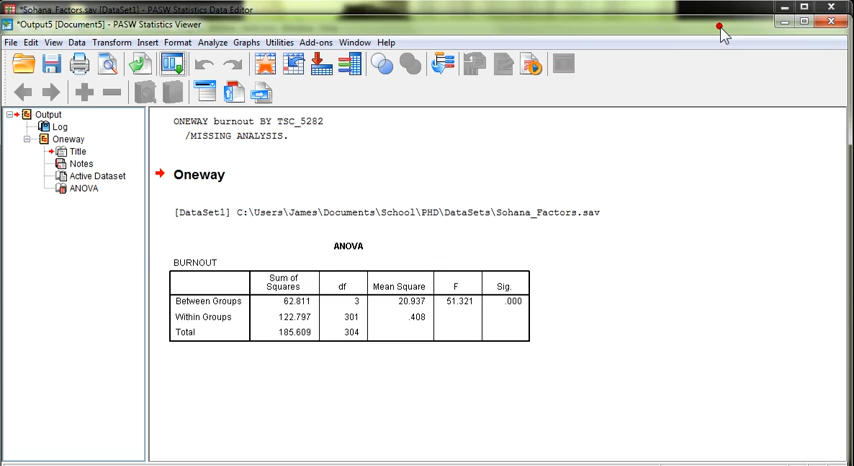 *Sohana_Factors.sav [DataSet1] - PASW Statistics Data Editor
*Output5 [Document5] - PASW Statistics Viewer
File Edit View Data Transform Insert Format Analyze Graphs Utilities Add-ons Window Help
Output
Log
Oneway
Title
Notes
Active Dataset
ANOVA
ONEWAY burnout BY TSC_5282
/MISSING ANALYSIS.
Oneway
[DataSet1] C:\Users\James\Documents\School\PHD\DataSets\Sohana_Factors.sav
ANOVA
BURNOUT
Sum of Squares df Mean Square F Sig.
Between Groups 62.811 3 20.937 51.321 .000
Within Groups 122.797 301 .408
Total 185.609 304